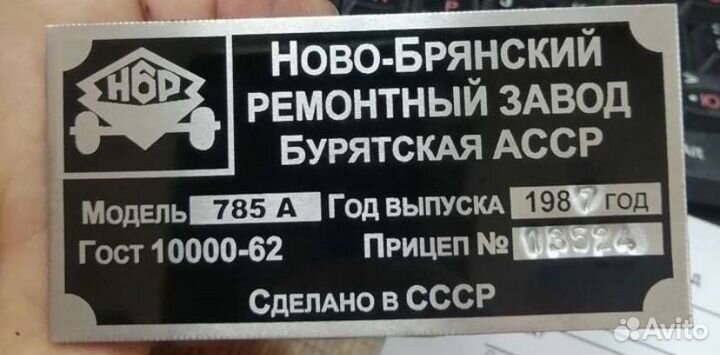 НБР
Ново-Брянский
ремонтный завод
Бурятская АССР
Модель 785 А Год выпуска 1987 год
Гост 10000-62 Прицеп № 18524
Сделано в СССР
Avito